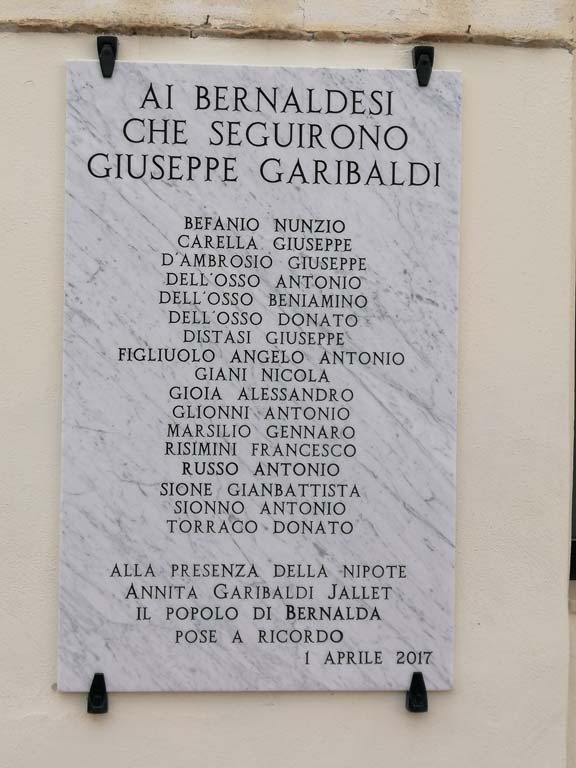 AI BERNALDESI
CHE SEGUIRONO
GIUSEPPE GARIBALDI
BEFANIO NUNZIO
CARELLA GIUSEPPE
D'AMBROSIO GIUSEPPE
DELL'OSSO ANTONIO
DELL'OSSO BENIAMINO
DELL'OSSO DONATO
DISTASI GIUSEPPE
FIGLIUOLO ANGELO ANTONIO
GIANI NICOLA
GIOIA ALESSANDRO
GLIONNI ANTONIO
MARSILIO GENNARO
RISIMINI FRANCESCO
RUSSO ANTONIO
SIONE GIANBATTISTA
SIONNO ANTONIO
TORRACO DONATO
ALLA PRESENZA DELLA NIPOTE
ANNITA GARIBALDI JALLET
IL POPOLO DI BERNALDA
POSE A RICORDO
1 APRILE 2017